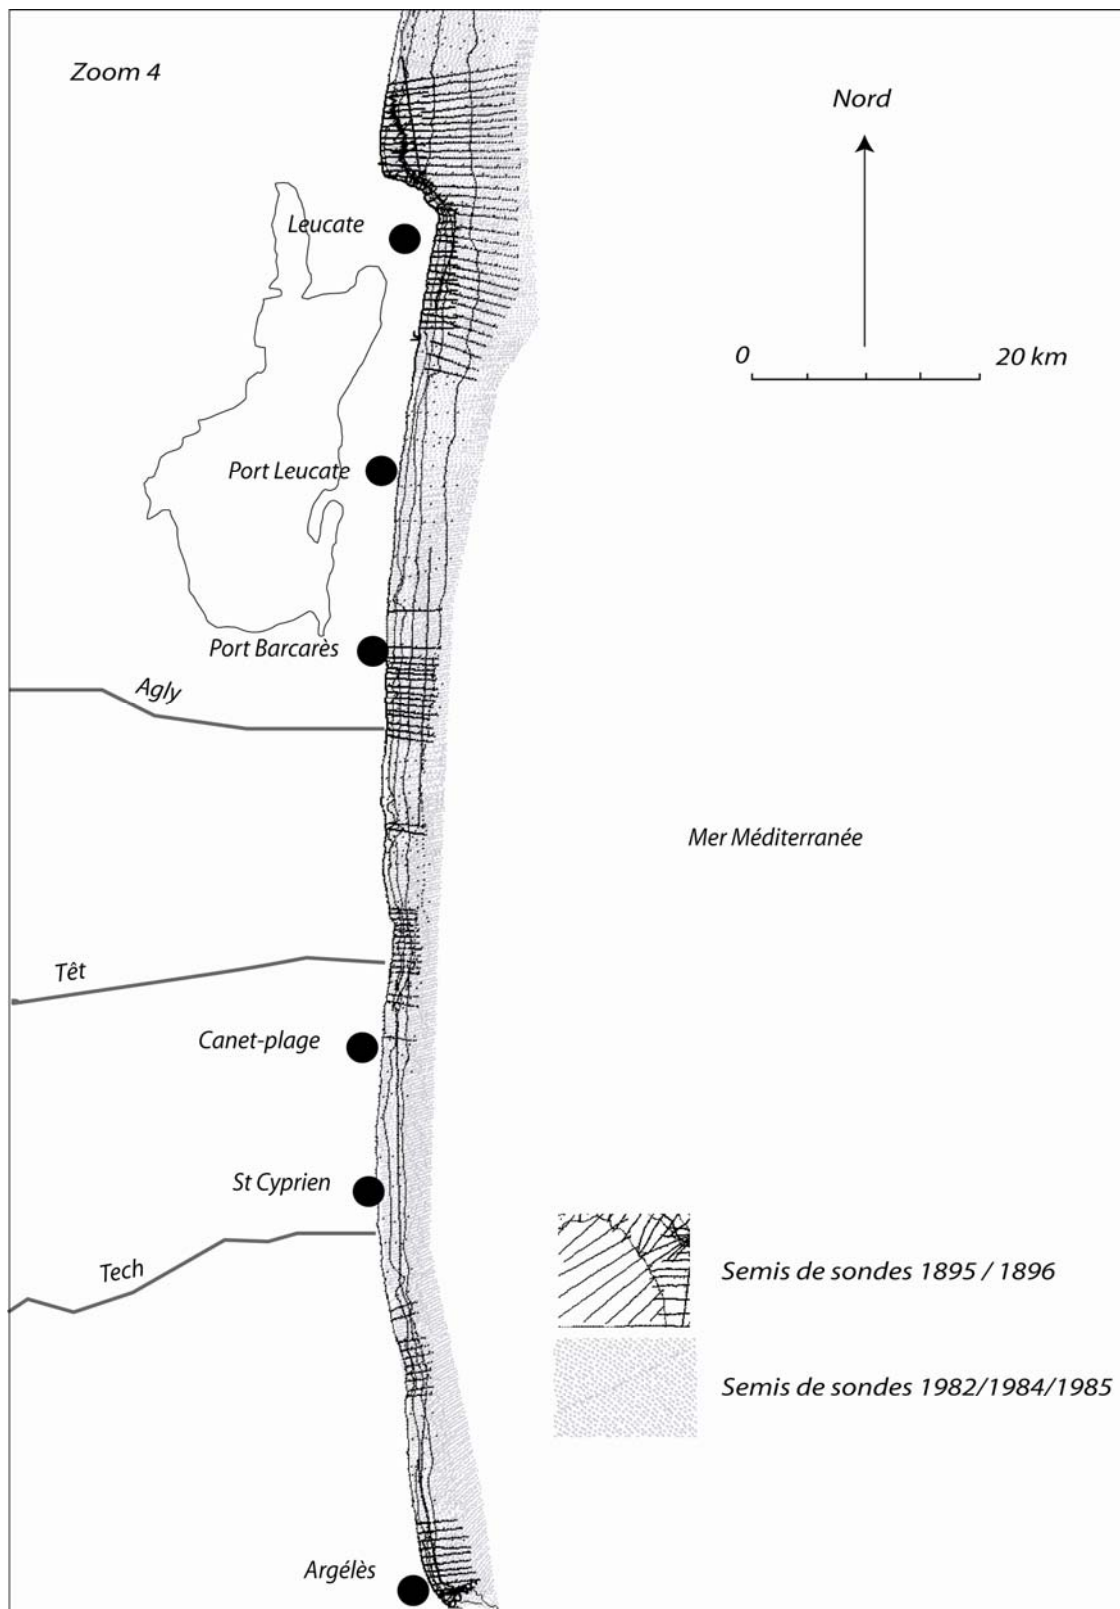 Zoom 4
Nord
Leucate
0 20 km
Port Leucate
Port Barcarès
Agly
Mer Méditerranée
Têt
Canet-plage
St Cyprien
Tech
Semis de sondes 1895 / 1896
Semis de sondes 1982/1984/1985
Argélès